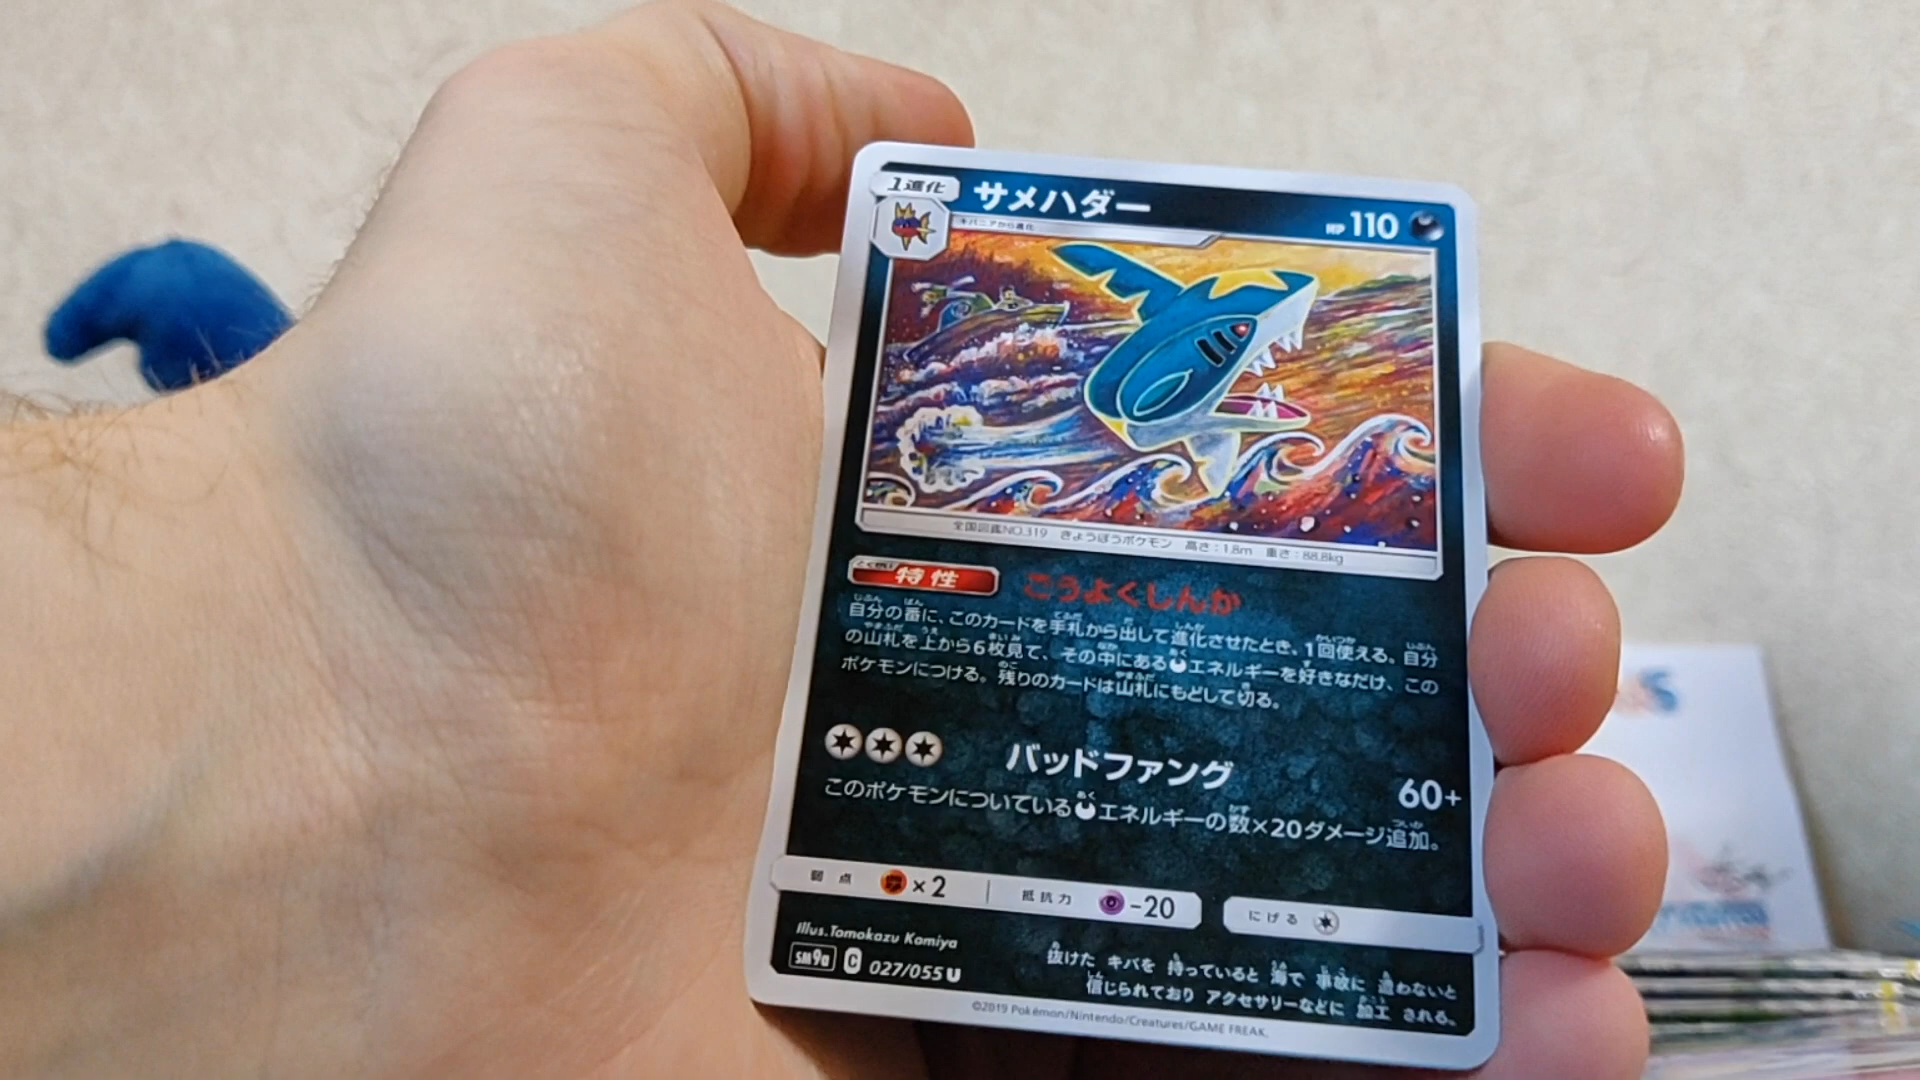 1進化 サメハダー HP 110
キバニアから進化
全国図鑑NO.319 きょうぼうポケモン 高さ：1.8m 重さ：88.8kg
特性 ごうよくしんか
自分の番に、このカードを手札から出して進化させたとき、1回使える。自分
の山札を上から6枚見て、その中にあるエネルギーを好きなだけ、この
ポケモンにつける。残りのカードは山札にもどして切る。
バッドファング 60+
このポケモンについているエネルギーの数×20ダメージ追加。
弱点 ×2 抵抗力 -20 にげる
Illus.Tomokazu Komiya
SM9a C 027/055 U
抜けた キバを 持っていると 海で 事故に 遭わないと
信じられており アクセサリーなどに 加工 される。
©2019 Pokémon/Nintendo/Creatures/GAME FREAK.